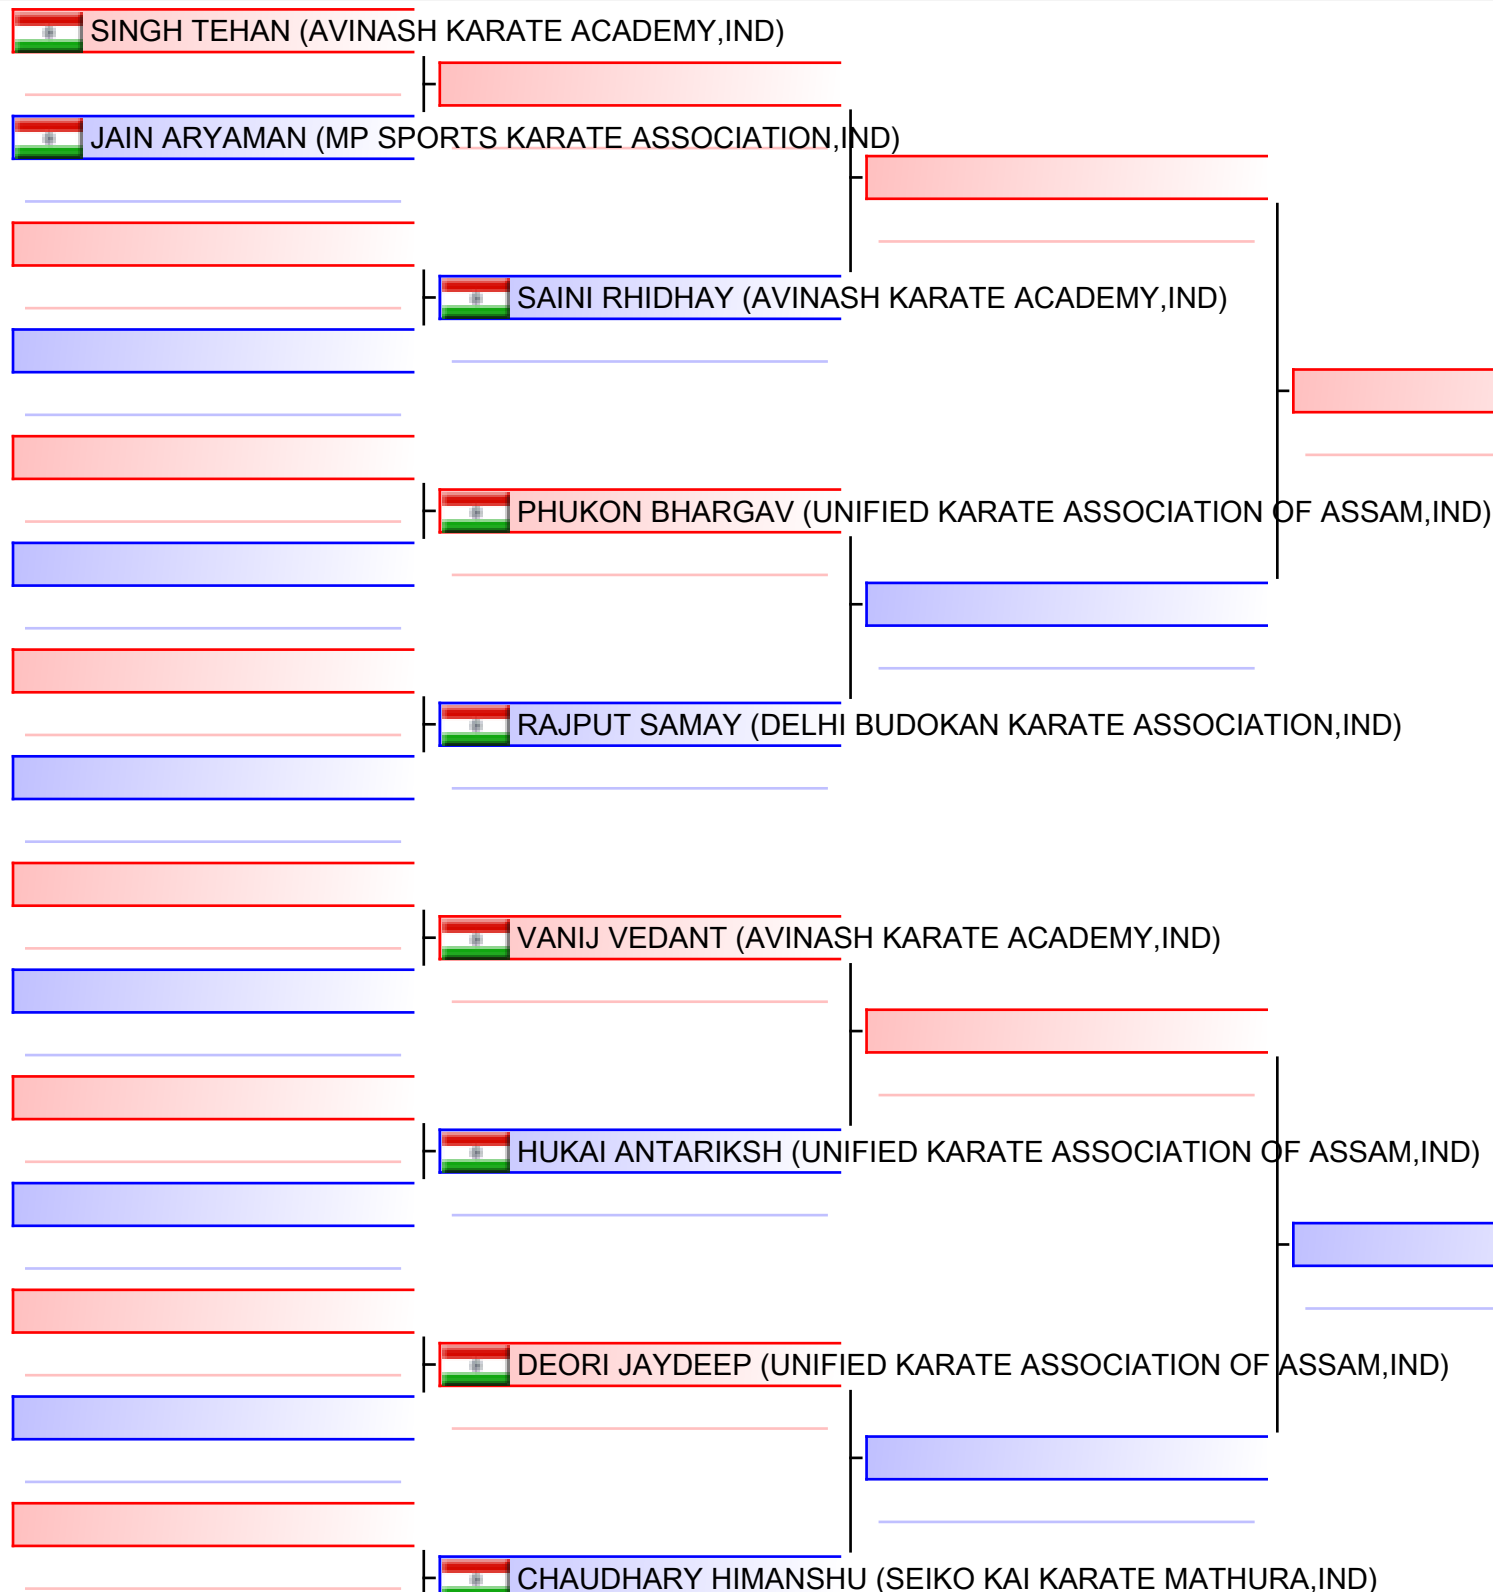 SINGH TEHAN (AVINASH KARATE ACADEMY,IND)
JAIN ARYAMAN (MP SPORTS KARATE ASSOCIATION,IND)
SAINI RHIDHAY (AVINASH KARATE ACADEMY,IND)
PHUKON BHARGAV (UNIFIED KARATE ASSOCIATION OF ASSAM,IND)
RAJPUT SAMAY (DELHI BUDOKAN KARATE ASSOCIATION,IND)
VANIJ VEDANT (AVINASH KARATE ACADEMY,IND)
HUKAI ANTARIKSH (UNIFIED KARATE ASSOCIATION OF ASSAM,IND)
DEORI JAYDEEP (UNIFIED KARATE ASSOCIATION OF ASSAM,IND)
CHAUDHARY HIMANSHU (SEIKO KAI KARATE MATHURA,IND)